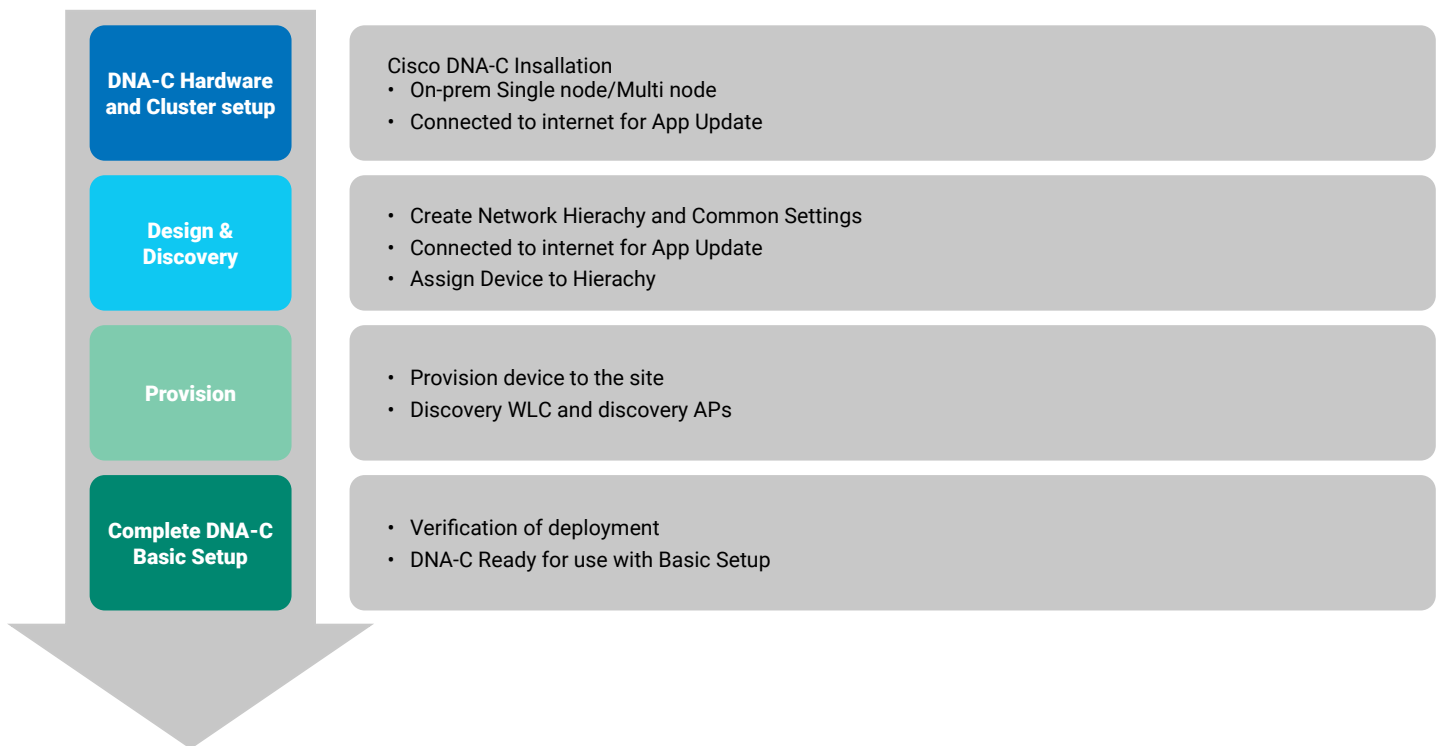 DNA-C Hardware
and Cluster setup
Cisco DNA-C Insallation
• On-prem Single node/Multi node
• Connected to internet for App Update
Design &
Discovery
• Create Network Hierachy and Common Settings
• Connected to internet for App Update
• Assign Device to Hierachy
Provision
• Provision device to the site
• Discovery WLC and discovery APs
Complete DNA-C
Basic Setup
• Verification of deployment
• DNA-C Ready for use with Basic Setup